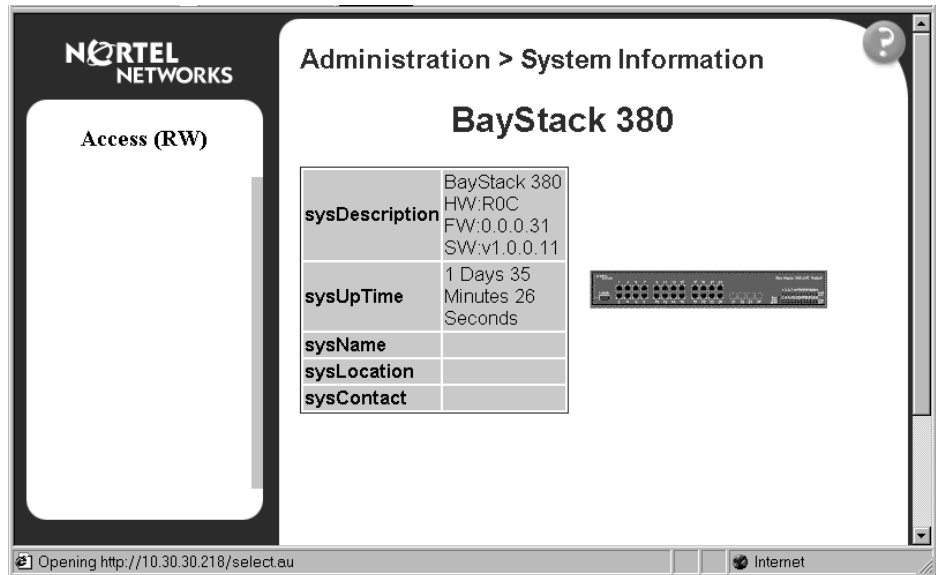 NORTEL
NETWORKS
Access (RW)
Administration > System Information
?
BayStack 380
sysDescription
BayStack 380
HW:R0C
FW:0.0.0.31
SW:v1.0.0.11
sysUpTime
1 Days 35
Minutes 26
Seconds
sysName
sysLocation
sysContact
Opening http://10.30.30.218/select.au
Internet